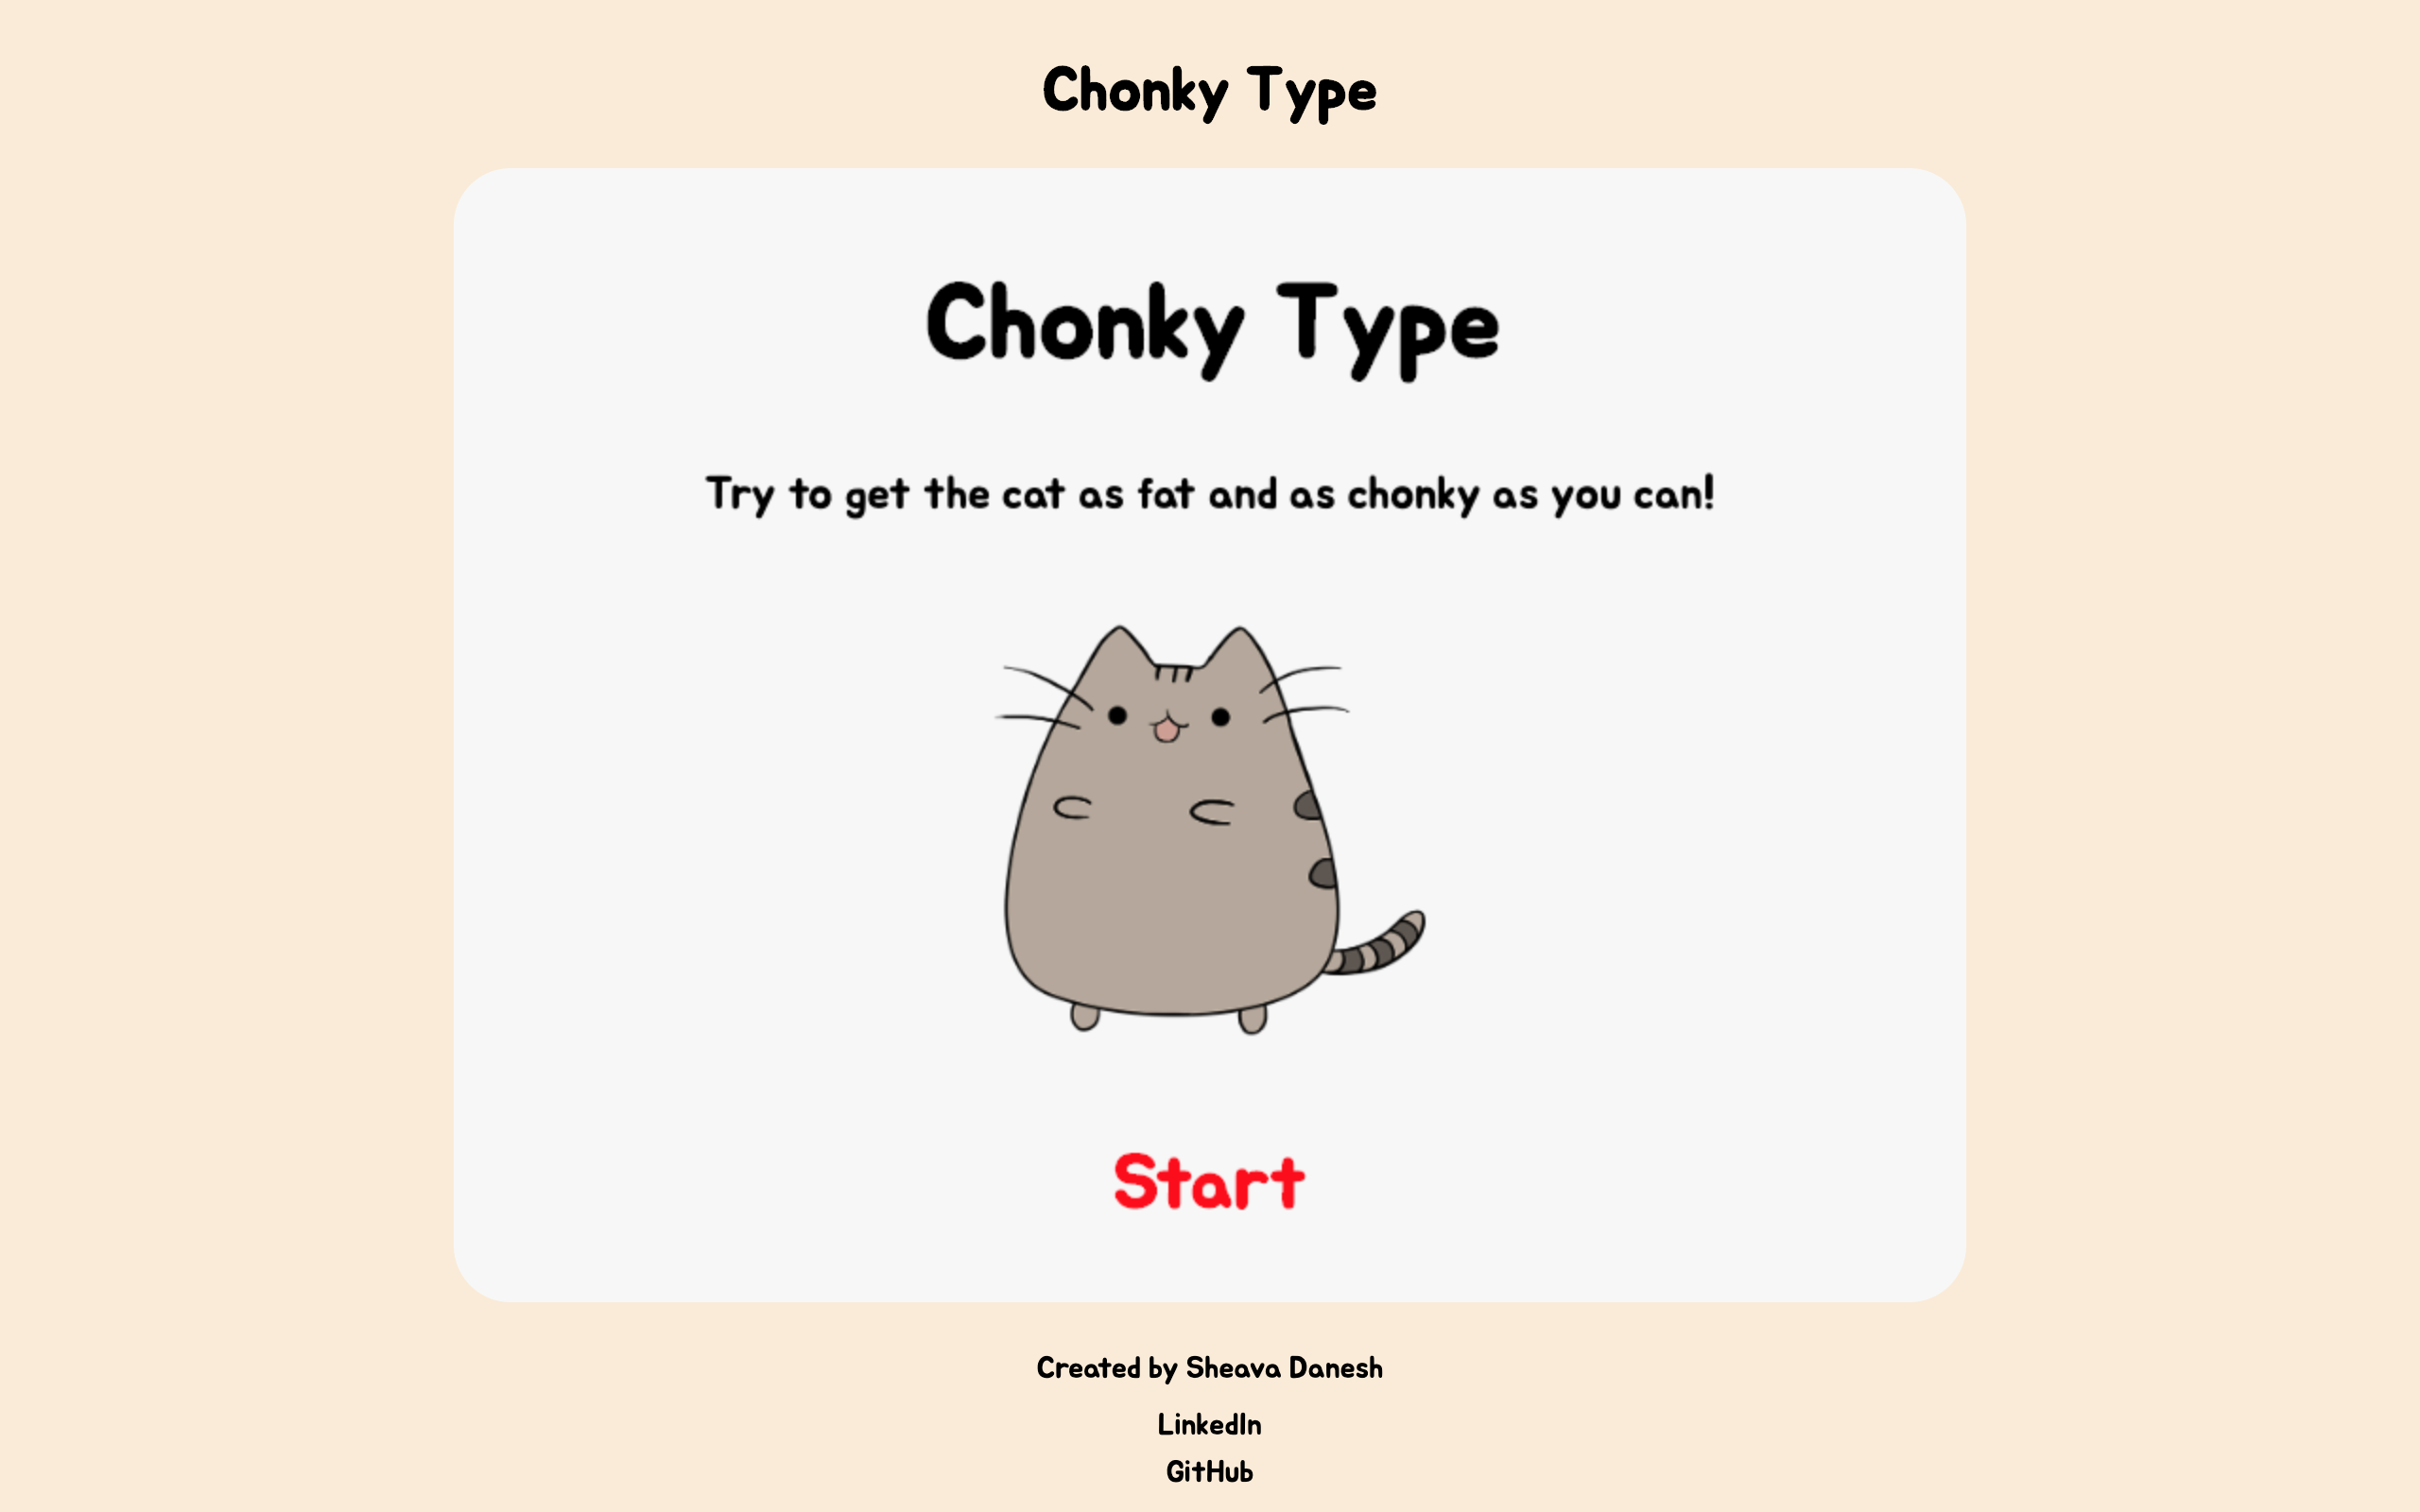 Chonky Type
Chonky Type
Try to get the cat as fat and as chonky as you can!
Start
Created by Sheava Danesh
LinkedIn
GitHub